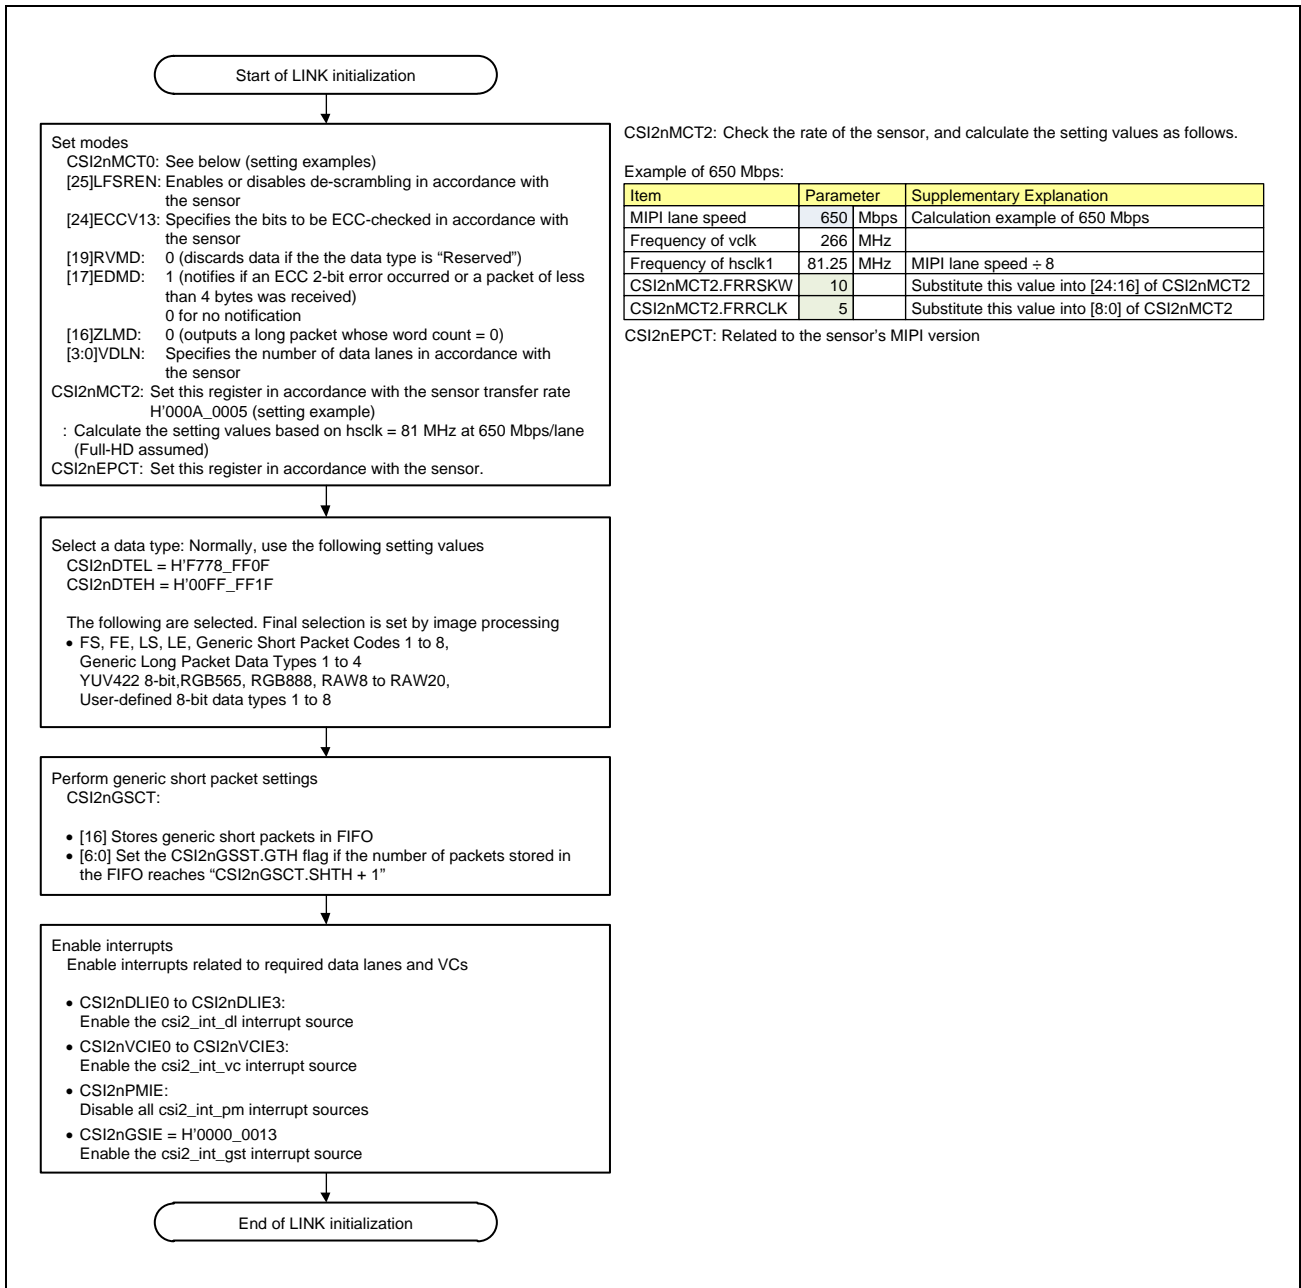 Start of LINK initialization
Set modes
CSI2nMCT0: See below (setting examples)
[25]LFSREN: Enables or disables de-scrambling in accordance with
the sensor
[24]ECCV13: Specifies the bits to be ECC-checked in accordance with
the sensor
[19]RVMD: 0 (discards data if the the data type is “Reserved”)
[17]EDMD: 1 (notifies if an ECC 2-bit error occurred or a packet of less
than 4 bytes was received)
0 for no notification
[16]ZLMD: 0 (outputs a long packet whose word count = 0)
[3:0]VDLN: Specifies the number of data lanes in accordance with
the sensor
CSI2nMCT2: Set this register in accordance with the sensor transfer rate
H'000A_0005 (setting example)
: Calculate the setting values based on hsclk = 81 MHz at 650 Mbps/lane
(Full-HD assumed)
CSI2nEPCT: Set this register in accordance with the sensor.
CSI2nMCT2: Check the rate of the sensor, and calculate the setting values as follows.
Example of 650 Mbps:
Item Parameter Supplementary Explanation
MIPI lane speed 650 Mbps Calculation example of 650 Mbps
Frequency of vclk 266 MHz
Frequency of hsclk1 81.25 MHz MIPI lane speed ÷ 8
CSI2nMCT2.FRRSKW 10 Substitute this value into [24:16] of CSI2nMCT2
CSI2nMCT2.FRRCLK 5 Substitute this value into [8:0] of CSI2nMCT2
CSI2nEPCT: Related to the sensor’s MIPI version
Select a data type: Normally, use the following setting values
CSI2nDTEL = H’F778_FF0F
CSI2nDTEH = H’00FF_FF1F
The following are selected. Final selection is set by image processing
• FS, FE, LS, LE, Generic Short Packet Codes 1 to 8,
Generic Long Packet Data Types 1 to 4
YUV422 8-bit,RGB565, RGB888, RAW8 to RAW20,
User-defined 8-bit data types 1 to 8
Perform generic short packet settings
CSI2nGSCT:
• [16] Stores generic short packets in FIFO
• [6:0] Set the CSI2nGSST.GTH flag if the number of packets stored in
the FIFO reaches “CSI2nGSCT.SHTH + 1”
Enable interrupts
Enable interrupts related to required data lanes and VCs
• CSI2nDLIE0 to CSI2nDLIE3:
Enable the csi2_int_dl interrupt source
• CSI2nVCIE0 to CSI2nVCIE3:
Enable the csi2_int_vc interrupt source
• CSI2nPMIE:
Disable all csi2_int_pm interrupt sources
• CSI2nGSIE = H’0000_0013
Enable the csi2_int_gst interrupt source
End of LINK initialization